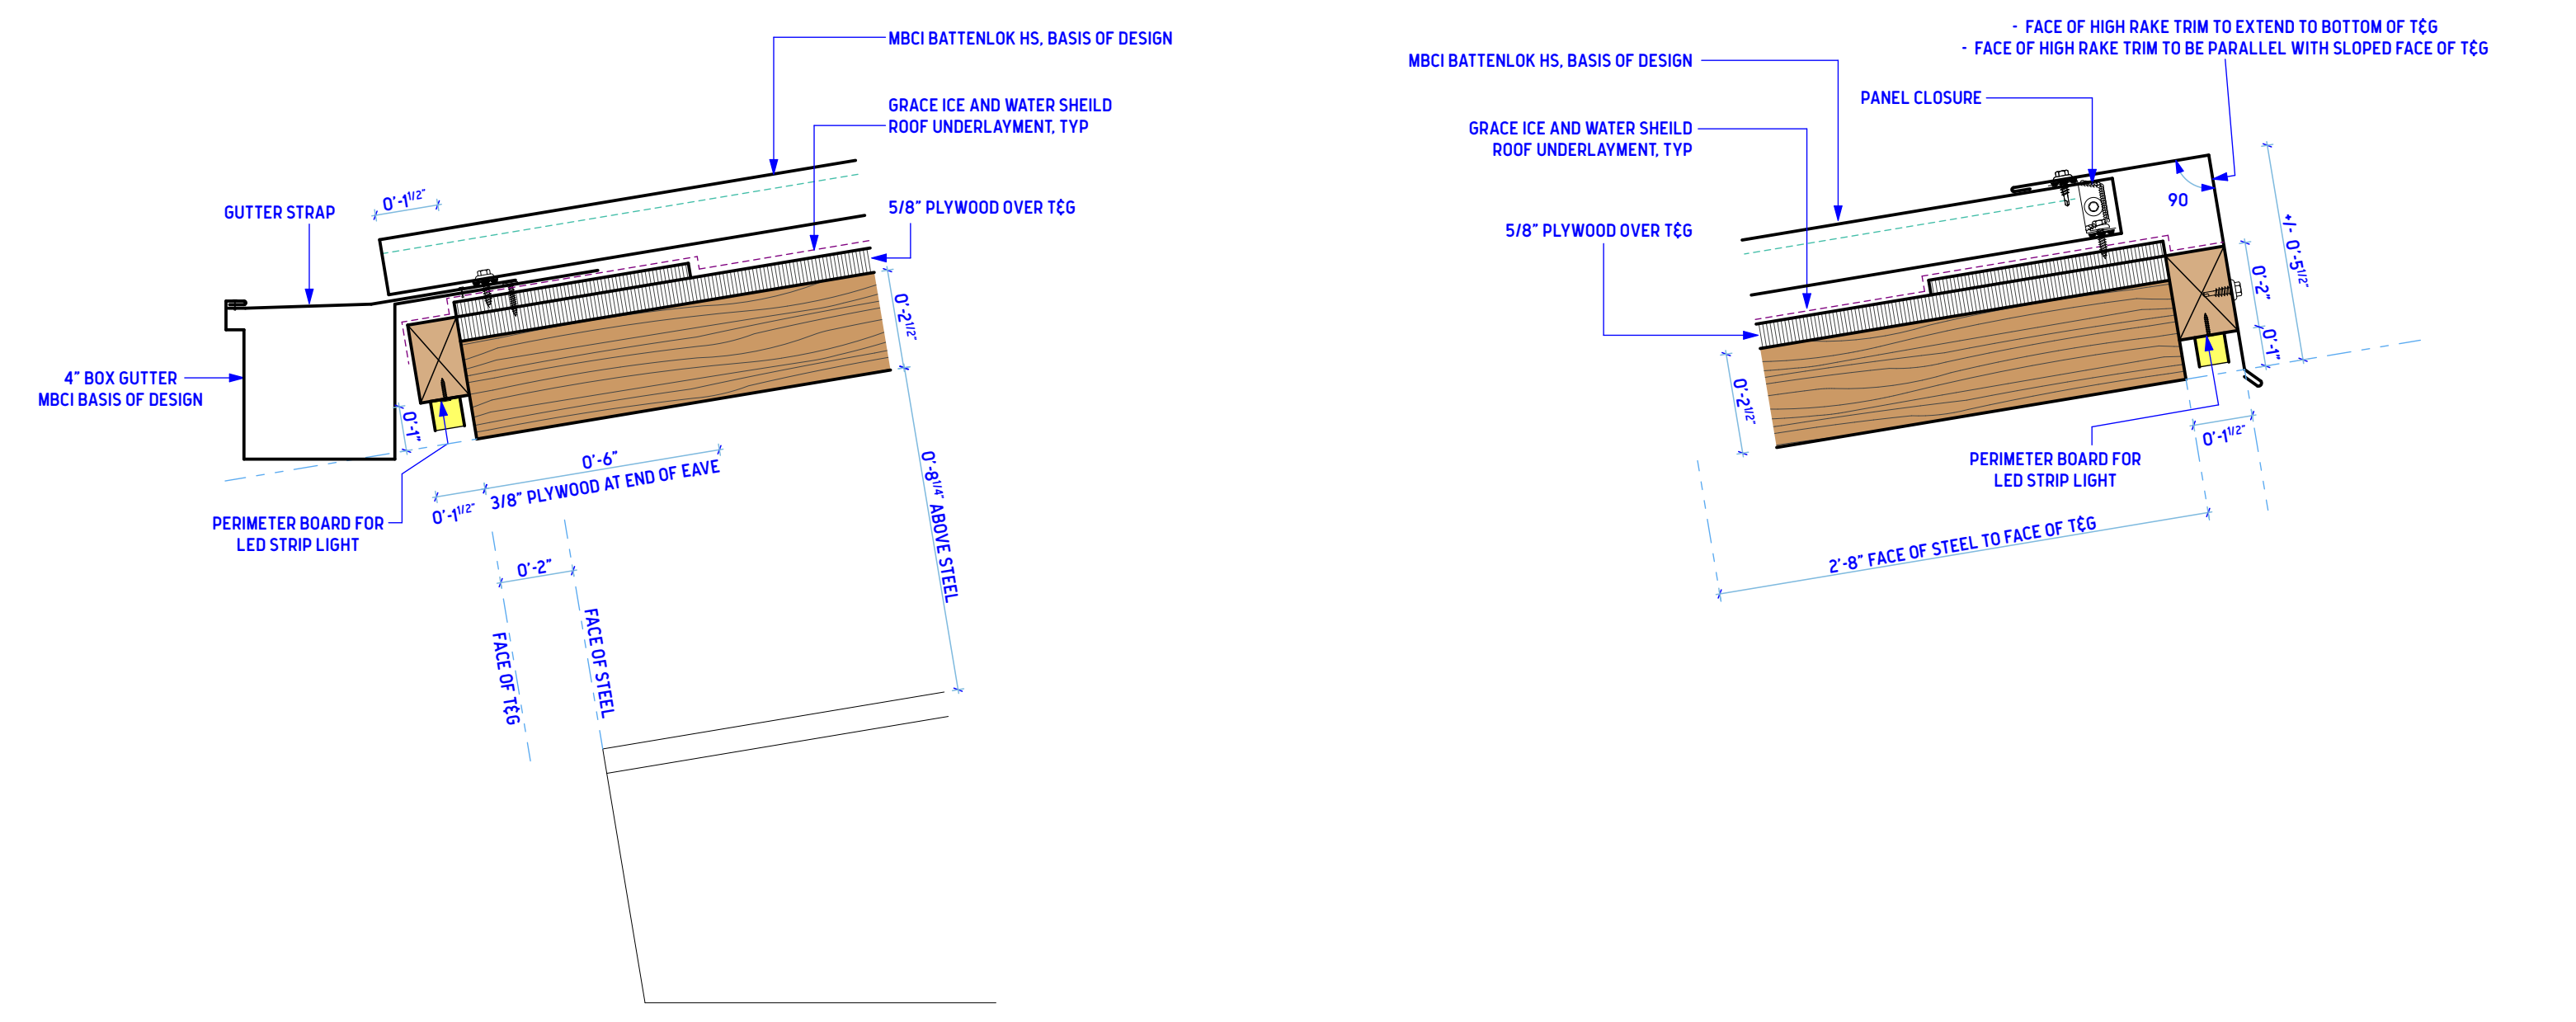 MBCI BATTENLOK HS, BASIS OF DESIGN
GRACE ICE AND WATER SHEILD
ROOF UNDERLAYMENT, TYP
0'-1 1/2"
5/8" PLYWOOD OVER T&G
GUTTER STRAP
0'-2 1/2"
4" BOX GUTTER
MBCI BASIS OF DESIGN
0'-1"
0'-6"
3/8" PLYWOOD AT END OF EAVE
0'-1 1/2"
0'-8 1/4" ABOVE STEEL
PERIMETER BOARD FOR
LED STRIP LIGHT
0'-2"
FACE OF T&G
FACE OF STEEL
- FACE OF HIGH RAKE TRIM TO EXTEND TO BOTTOM OF T&G
- FACE OF HIGH RAKE TRIM TO BE PARALLEL WITH SLOPED FACE OF T&G
MBCI BATTENLOK HS, BASIS OF DESIGN
PANEL CLOSURE
GRACE ICE AND WATER SHEILD
ROOF UNDERLAYMENT, TYP
90
5/8" PLYWOOD OVER T&G
+/- 0'-5 1/2"
0'-2"
0'-1"
0'-2 1/2"
0'-1 1/2"
PERIMETER BOARD FOR
LED STRIP LIGHT
2'-8" FACE OF STEEL TO FACE OF T&G